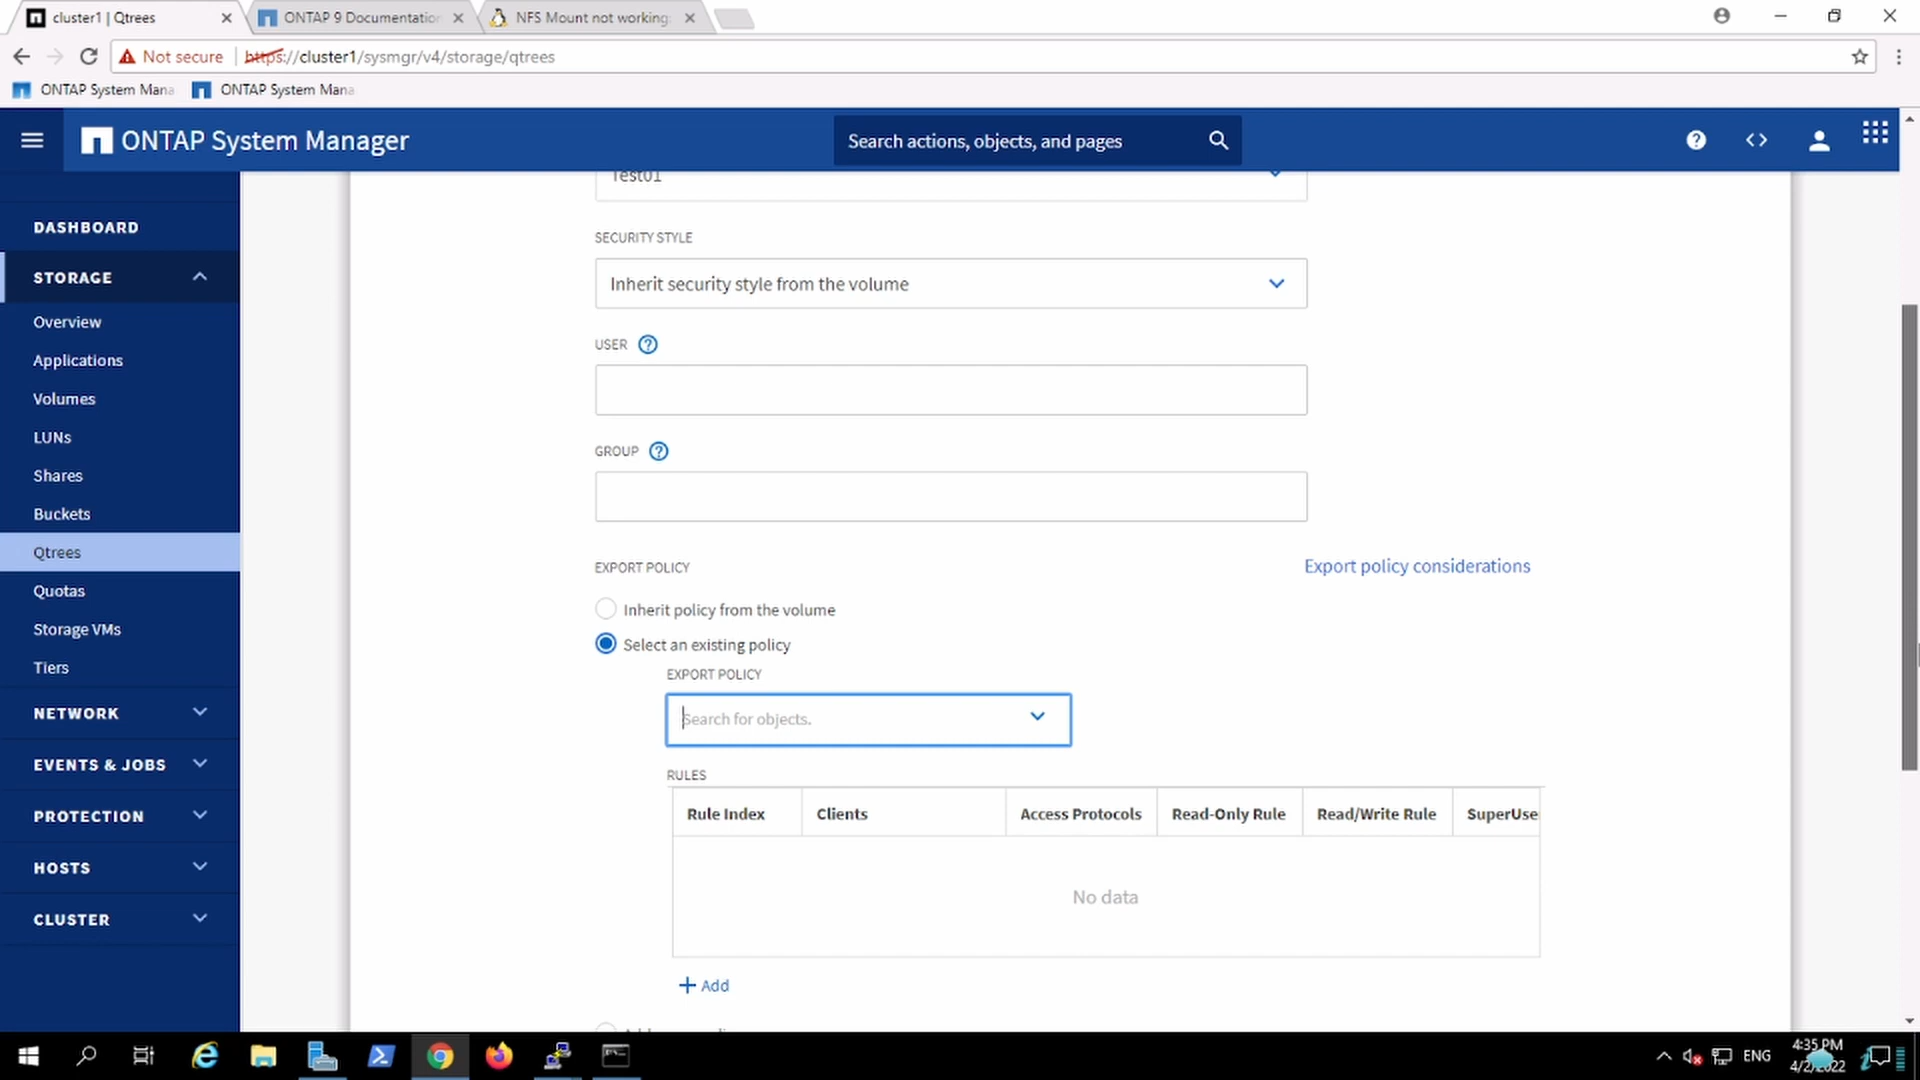 cluster1 | Qtrees
ONTAP 9 Documentation
NFS Mount not working
Not secure
https://cluster1/sysmgr/v4/storage/qtrees
ONTAP System Mana
ONTAP System Mana
ONTAP System Manager
Search actions, objects, and pages
DASHBOARD
STORAGE
Overview
Applications
Volumes
LUNs
Shares
Buckets
Qtrees
Quotas
Storage VMs
Tiers
NETWORK
EVENTS & JOBS
PROTECTION
HOSTS
CLUSTER
Test01
SECURITY STYLE
Inherit security style from the volume
USER
GROUP
EXPORT POLICY
Export policy considerations
Inherit policy from the volume
Select an existing policy
EXPORT POLICY
Search for objects.
RULES
Rule Index
Clients
Access Protocols
Read-Only Rule
Read/Write Rule
SuperUse
No data
+ Add
ENG
4:35 PM
4/2/2022